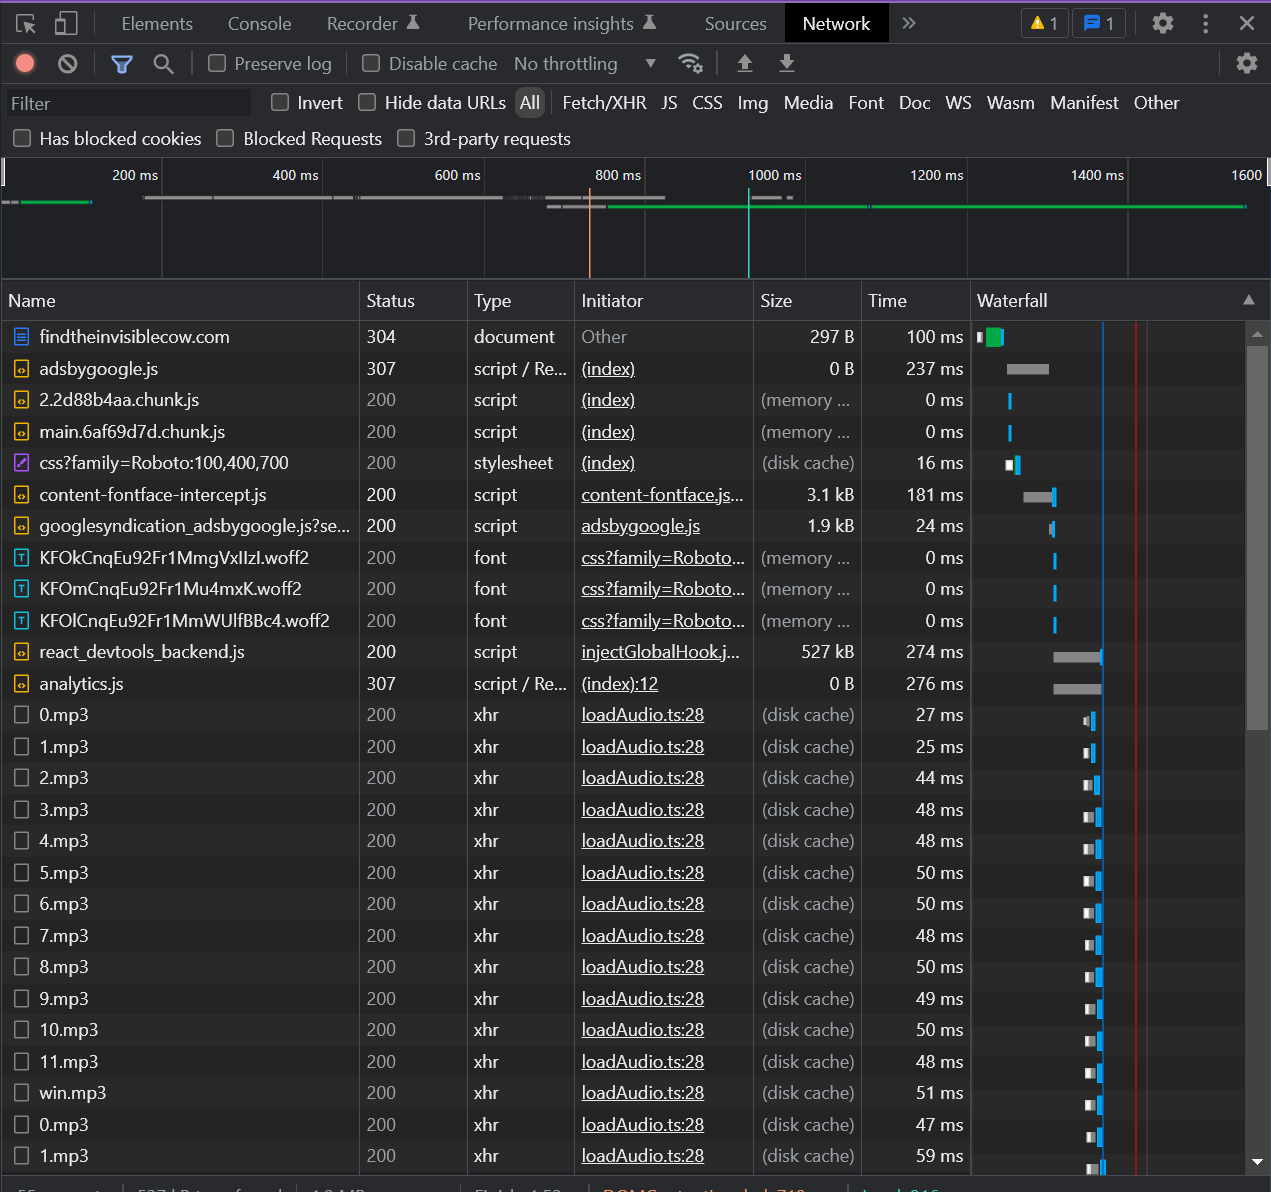 Elements Console Recorder Performance insights Sources Network 1 1
Preserve log Disable cache No throttling
Filter Invert Hide data URLs All Fetch/XHR JS CSS Img Media Font Doc WS Wasm Manifest Other
Has blocked cookies Blocked Requests 3rd-party requests
200 ms 400 ms 600 ms 800 ms 1000 ms 1200 ms 1400 ms 1600
Name Status Type Initiator Size Time Waterfall
findtheinvisiblecow.com 304 document Other 297 B 100 ms
adsbygoogle.js 307 script / Re... (index) 0 B 237 ms
2.2d88b4aa.chunk.js 200 script (index) (memory ... 0 ms
main.6af69d7d.chunk.js 200 script (index) (memory ... 0 ms
css?family=Roboto:100,400,700 200 stylesheet (index) (disk cache) 16 ms
content-fontface-intercept.js 200 script content-fontface.js... 3.1 kB 181 ms
googlesyndication_adsbygoogle.js?se... 200 script adsbygoogle.js 1.9 kB 24 ms
KFOkCnqEu92Fr1MmgVxIIzI.woff2 200 font css?family=Roboto... (memory ... 0 ms
KFOmCnqEu92Fr1Mu4mxK.woff2 200 font css?family=Roboto... (memory ... 0 ms
KFOlCnqEu92Fr1MmWUlfBBc4.woff2 200 font css?family=Roboto... (memory ... 0 ms
react_devtools_backend.js 200 script injectGlobalHook.j... 527 kB 274 ms
analytics.js 307 script / Re... (index):12 0 B 276 ms
0.mp3 200 xhr loadAudio.ts:28 (disk cache) 27 ms
1.mp3 200 xhr loadAudio.ts:28 (disk cache) 25 ms
2.mp3 200 xhr loadAudio.ts:28 (disk cache) 44 ms
3.mp3 200 xhr loadAudio.ts:28 (disk cache) 48 ms
4.mp3 200 xhr loadAudio.ts:28 (disk cache) 48 ms
5.mp3 200 xhr loadAudio.ts:28 (disk cache) 50 ms
6.mp3 200 xhr loadAudio.ts:28 (disk cache) 50 ms
7.mp3 200 xhr loadAudio.ts:28 (disk cache) 48 ms
8.mp3 200 xhr loadAudio.ts:28 (disk cache) 50 ms
9.mp3 200 xhr loadAudio.ts:28 (disk cache) 49 ms
10.mp3 200 xhr loadAudio.ts:28 (disk cache) 50 ms
11.mp3 200 xhr loadAudio.ts:28 (disk cache) 48 ms
win.mp3 200 xhr loadAudio.ts:28 (disk cache) 51 ms
0.mp3 200 xhr loadAudio.ts:28 (disk cache) 47 ms
1.mp3 200 xhr loadAudio.ts:28 (disk cache) 59 ms